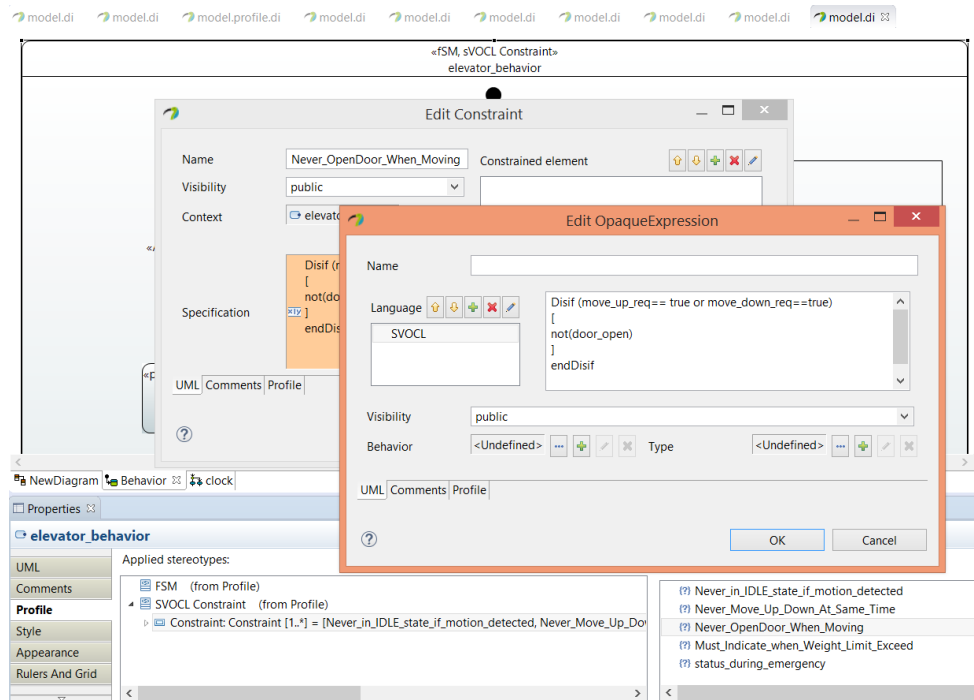 model.di model.di model.profile.di model.di model.di model.di model.di model.di model.di model.di
«fSM, sVOCL Constraint»
elevator_behavior
Edit Constraint
Name Never_OpenDoor_When_Moving Constrained element
Visibility public
Context elevato
Specification
Disif (
[
not(do
]
endDis
UML Comments Profile
Edit OpaqueExpression
Name
Language
SVOCL
Disif (move_up_req== true or move_down_req==true)
[
not(door_open)
]
endDisif
Visibility public
Behavior <Undefined> Type <Undefined>
UML Comments Profile
OK Cancel
NewDiagram Behavior clock
Properties
elevator_behavior
UML
Comments
Profile
Style
Appearance
Rulers And Grid
Applied stereotypes:
FSM (from Profile)
SVOCL Constraint (from Profile)
Constraint: Constraint [1..*] = [Never_in_IDLE_state_if_motion_detected, Never_Move_Up_Do
Never_in_IDLE_state_if_motion_detected
Never_Move_Up_Down_At_Same_Time
Never_OpenDoor_When_Moving
Must_Indicate_when_Weight_Limit_Exceed
status_during_emergency